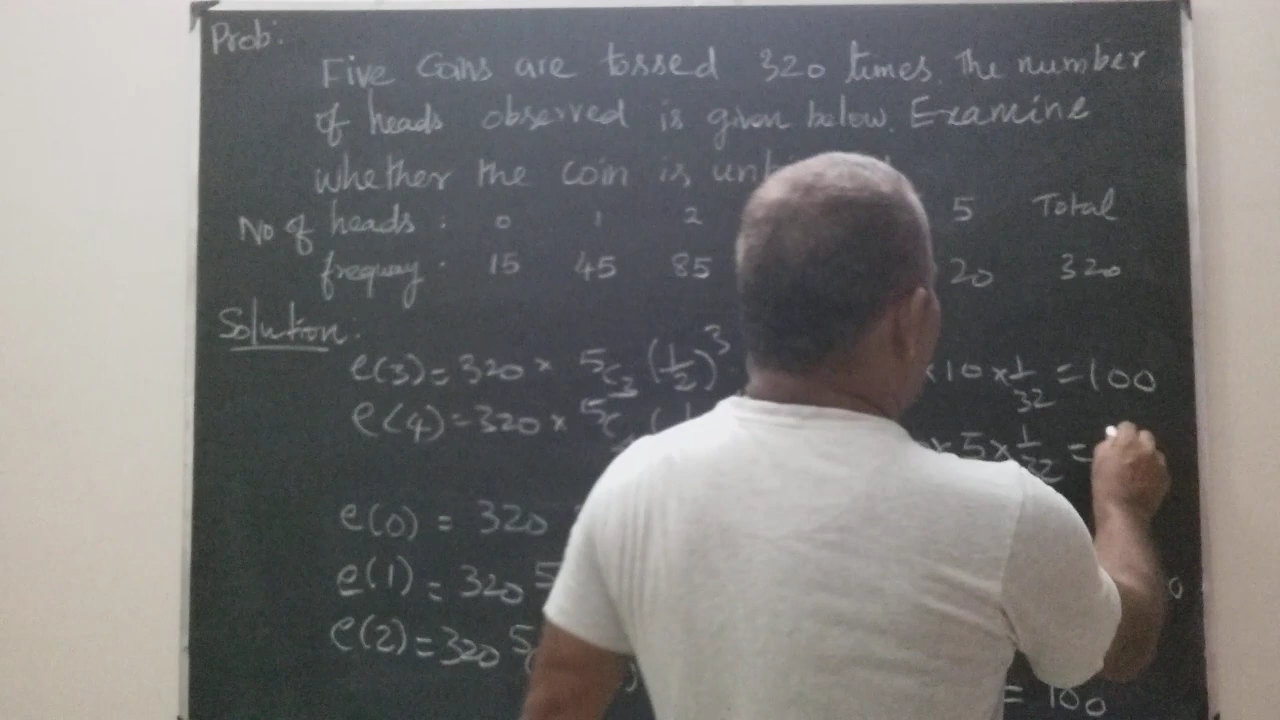 Prob:
Five Coins are tossed 320 times. The number
of heads observed is given below. Examine
whether the coin is
No of heads : 0 1 2 5 Total
frequency . 15 45 85 20 320
Solution:
e(3) = 320 × 5C3 (1/2)^3 × 10 × 1/32 = 100
e(4) = 320 × 5C × 5 × 1/32 =
e(0) = 320
e(1) = 320 5
e(2) = 320 5C = 100